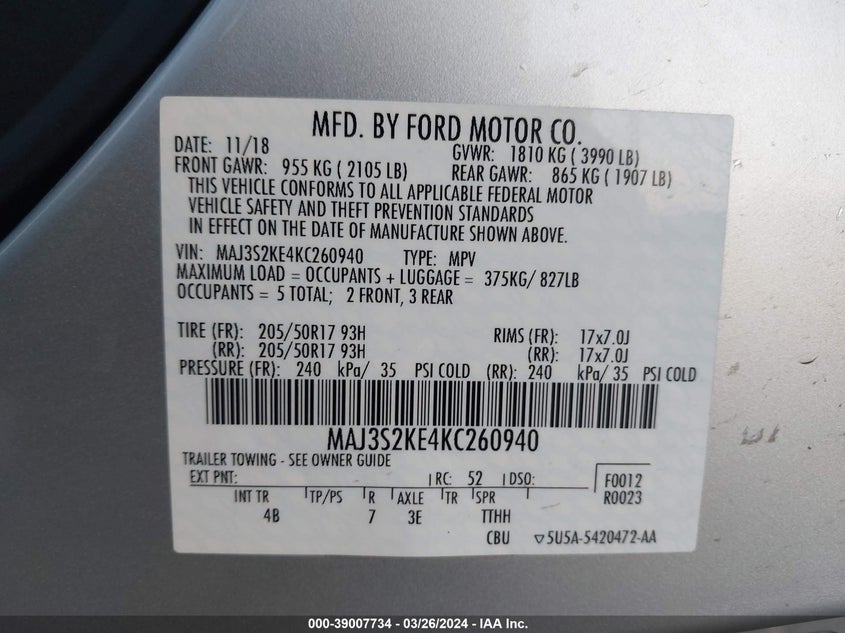 MFD. BY FORD MOTOR CO.
DATE: 11/18 GVWR: 1810 KG ( 3990 LB)
FRONT GAWR: 955 KG ( 2105 LB) REAR GAWR: 865 KG ( 1907 LB)
THIS VEHICLE CONFORMS TO ALL APPLICABLE FEDERAL MOTOR
VEHICLE SAFETY AND THEFT PREVENTION STANDARDS
IN EFFECT ON THE DATE OF MANUFACTURE SHOWN ABOVE.
VIN: MAJ3S2KE4KC260940 TYPE: MPV
MAXIMUM LOAD = OCCUPANTS + LUGGAGE = 375KG/ 827LB
OCCUPANTS = 5 TOTAL; 2 FRONT, 3 REAR
TIRE (FR): 205/50R17 93H RIMS (FR): 17x7.0J
(RR): 205/50R17 93H (RR): 17x7.0J
PRESSURE (FR): 240 kPa/ 35 PSI COLD (RR): 240 kPa/ 35 PSI COLD
MAJ3S2KE4KC260940
TRAILER TOWING - SEE OWNER GUIDE
EXT PNT: RC: 52 DSO: F0012
INT TR TP/PS R AXLE TR SPR R0023
4B 7 3E TTHH
CBU ▽5U5A-5420472-AA
000-39007734 - 03/26/2024 - IAA Inc.